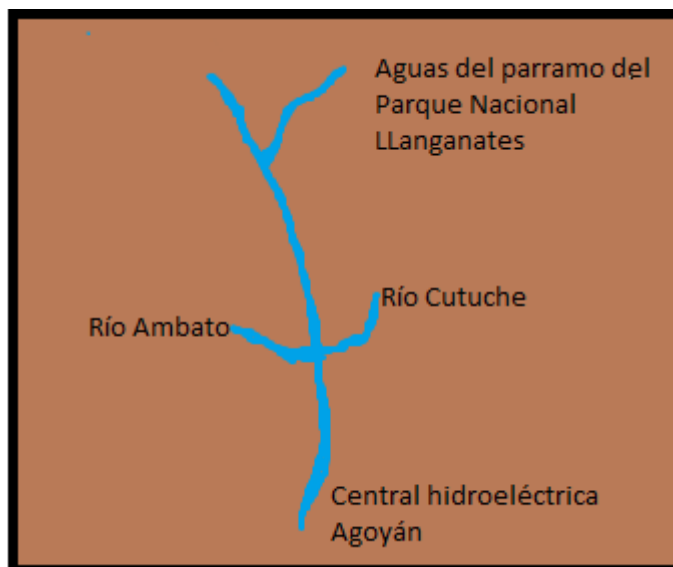 Aguas del parramo del
Parque Nacional
LLanganates
Río Cutuche
Río Ambato
Central hidroeléctrica
Agoyán